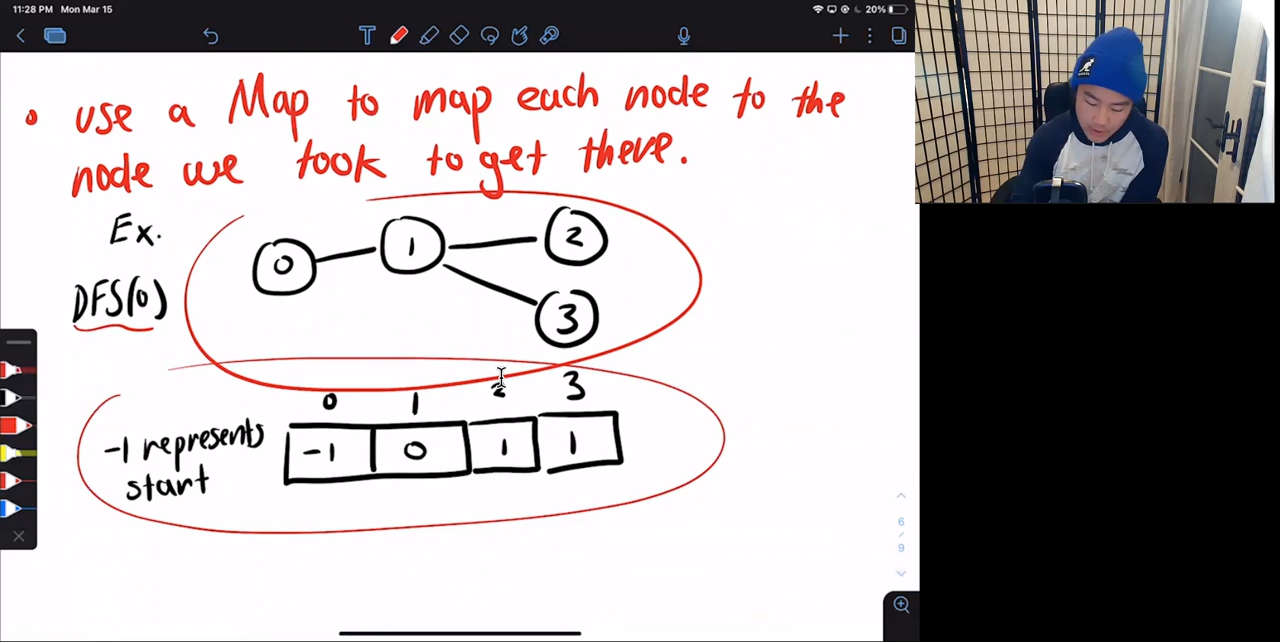 11:28 PM Mon Mar 15
20%
• use a Map to map each node to the
node we took to get there.
Ex.
DFS(0)
0 1 2
3
0 1 2 3
-1 represents
start
-1 0 1 1
6
/
9